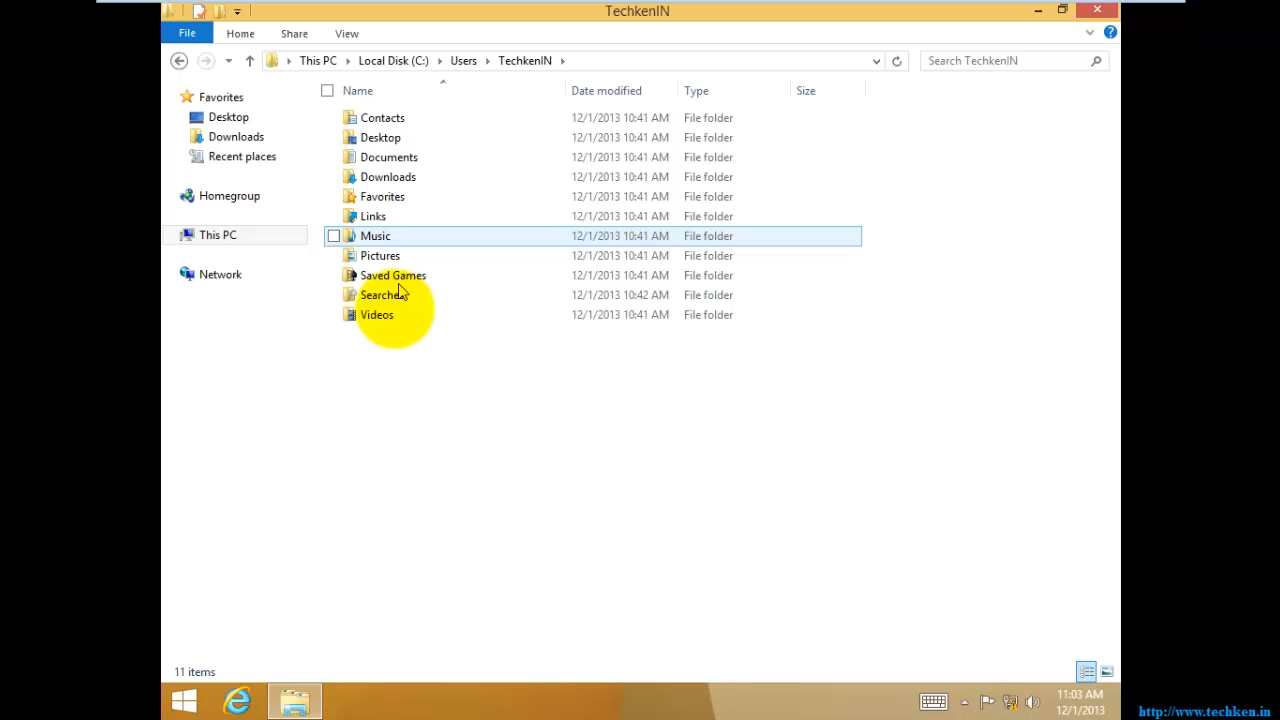 TechkenIN
File Home Share View
This PC Local Disk (C:) Users TechkenIN Search TechkenIN
Name Date modified Type Size
Favorites
Desktop
Downloads
Recent places
Homegroup
This PC
Network
Contacts 12/1/2013 10:41 AM File folder
Desktop 12/1/2013 10:41 AM File folder
Documents 12/1/2013 10:41 AM File folder
Downloads 12/1/2013 10:41 AM File folder
Favorites 12/1/2013 10:41 AM File folder
Links 12/1/2013 10:41 AM File folder
Music 12/1/2013 10:41 AM File folder
Pictures 12/1/2013 10:41 AM File folder
Saved Games 12/1/2013 10:41 AM File folder
Searches 12/1/2013 10:42 AM File folder
Videos 12/1/2013 10:41 AM File folder
11 items
11:03 AM
12/1/2013
http://www.techken.in